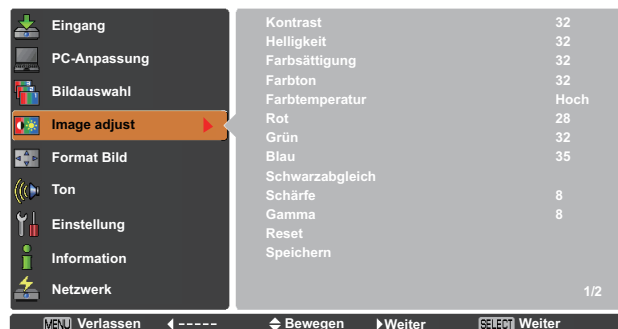 Eingang
PC-Anpassung
Bildauswahl
Image adjust
Format Bild
Ton
Einstellung
Information
Netzwerk
Kontrast 32
Helligkeit 32
Farbsättigung 32
Farbton 32
Farbtemperatur Hoch
Rot 28
Grün 32
Blau 35
Schwarzabgleich
Schärfe 8
Gamma 8
Reset
Speichern
1/2
MENU Verlassen ----- Bewegen Weiter SELECT Weiter